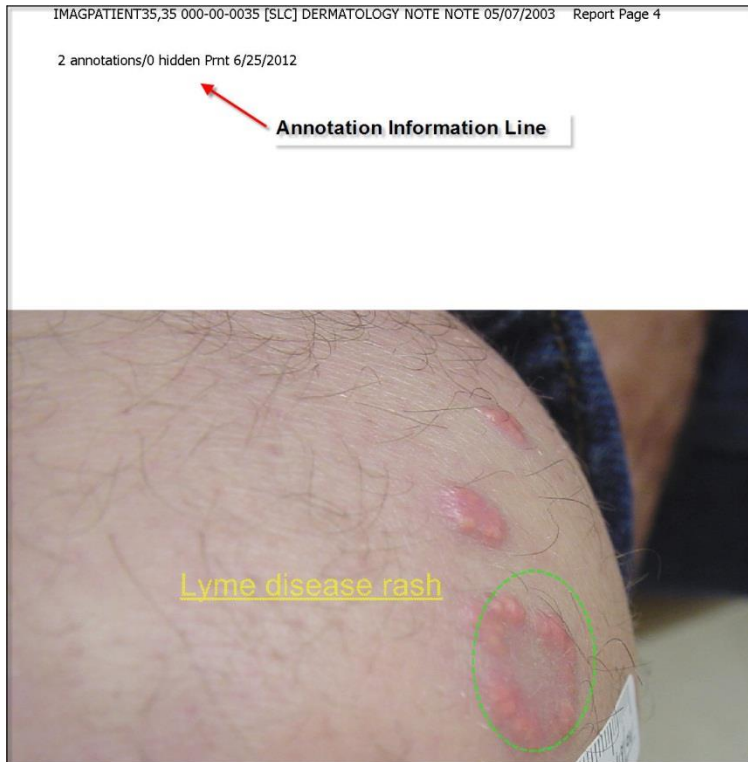 IMAGPATIENT35,35 000-00-0035 [SLC] DERMATOLOGY NOTE NOTE 05/07/2003 Report Page 4
2 annotations/0 hidden Prnt 6/25/2012
Annotation Information Line
Lyme disease rash